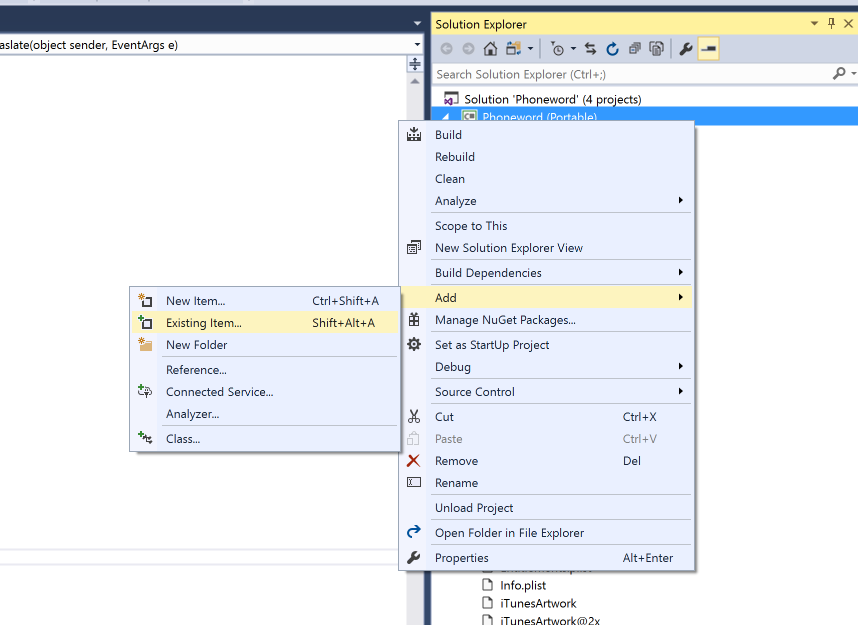 Solution Explorer
aslate(object sender, EventArgs e)
Search Solution Explorer (Ctrl+;)
Solution 'Phoneword' (4 projects)
Phoneword (Portable)
Build
Rebuild
Clean
Analyze
Scope to This
New Solution Explorer View
Build Dependencies
Add
Manage NuGet Packages...
Set as StartUp Project
Debug
Source Control
Cut Ctrl+X
Paste Ctrl+V
Remove Del
Rename
Unload Project
Open Folder in File Explorer
Properties Alt+Enter
New Item... Ctrl+Shift+A
Existing Item... Shift+Alt+A
New Folder
Reference...
Connected Service...
Analyzer...
Class...
Info.plist
iTunesArtwork
iTunesArtwork@2x